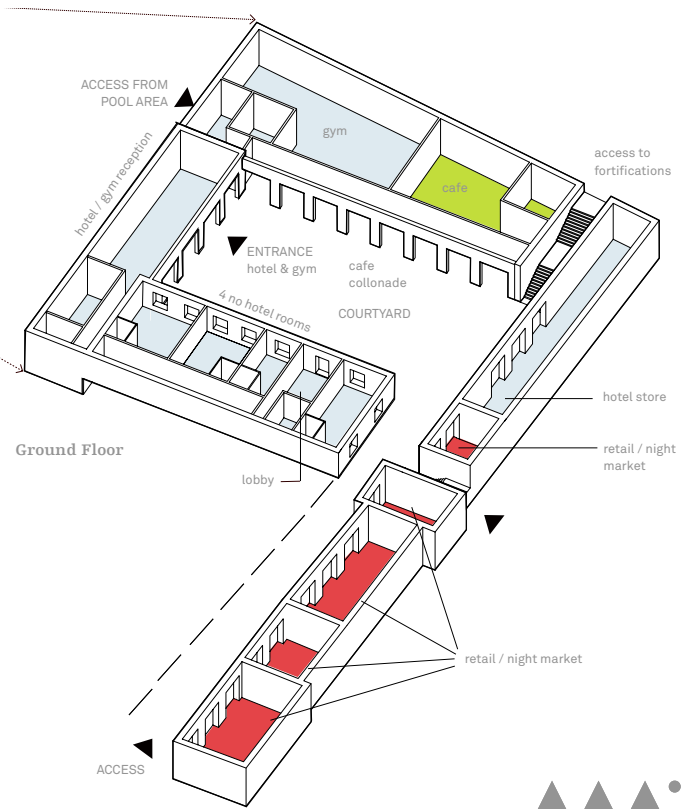 ACCESS FROM
POOL AREA
gym
hotel / gym reception
access to
fortifications
cafe
ENTRANCE
hotel & gym
cafe
collonade
4 no hotel rooms
COURTYARD
hotel store
Ground Floor
retail / night
market
lobby
retail / night market
ACCESS